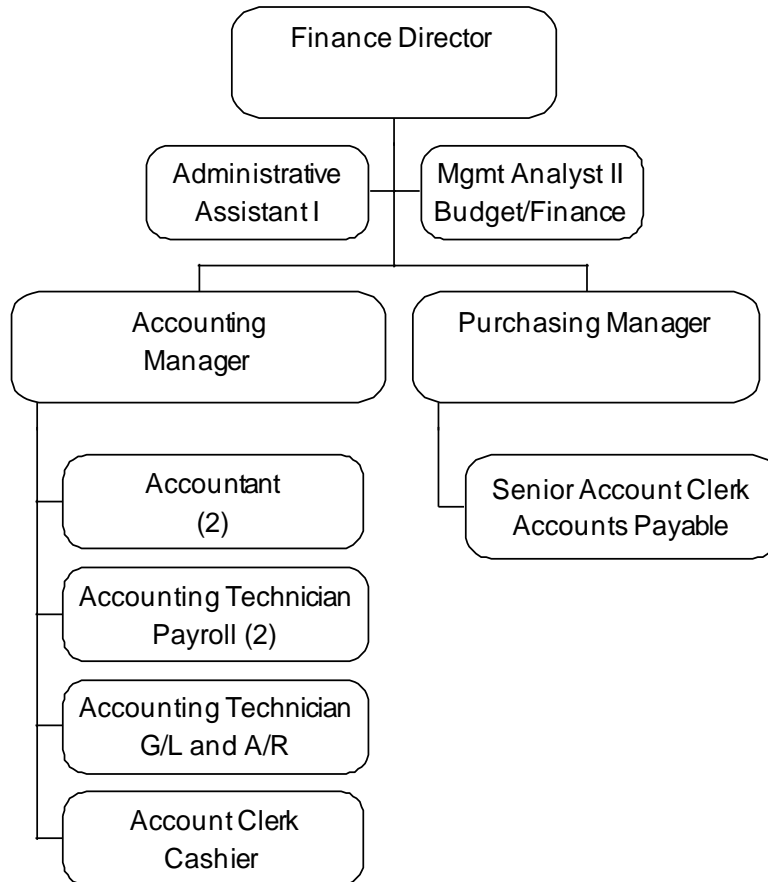 Finance Director
Administrative
Assistant I
Mgmt Analyst II
Budget/Finance
Accounting
Manager
Purchasing Manager
Accountant
(2)
Accounting Technician
Payroll (2)
Accounting Technician
G/L and A/R
Account Clerk
Cashier
Senior Account Clerk
Accounts Payable